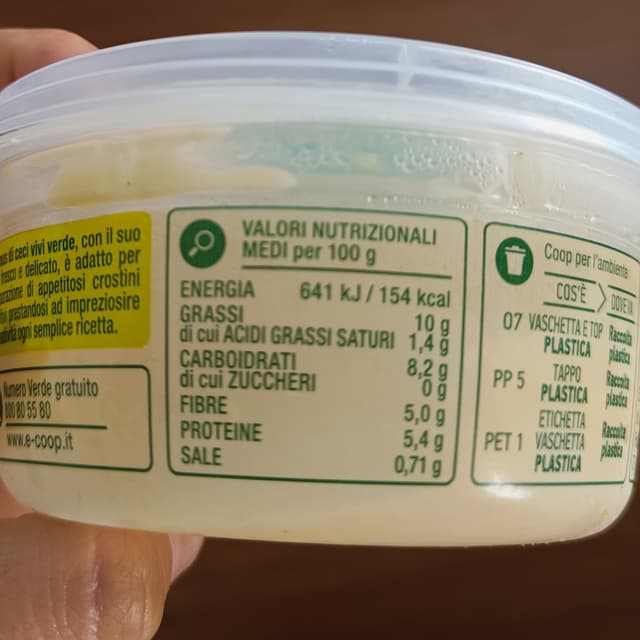 di ceci vivi verde, con il suo
fresco e delicato, è adatto per
di appetitosi crostini
prestandosi ad impreziosire
ogni semplice ricetta.
Numero Verde gratuito
800 80 55 80
www.e-coop.it
VALORI NUTRIZIONALI
MEDI per 100 g
ENERGIA 641 kJ / 154 kcal
GRASSI 10 g
di cui ACIDI GRASSI SATURI 1,4 g
CARBOIDRATI 8,2 g
di cui ZUCCHERI 0 g
FIBRE 5,0 g
PROTEINE 5,4 g
SALE 0,71 g
Coop per l'ambiente
COS'È DOVE VA
07 VASCHETTA E TOP PLASTICA Raccolta plastica
PP 5 TAPPO PLASTICA Raccolta plastica
PET 1 ETICHETTA VASCHETTA PLASTICA Raccolta plastica